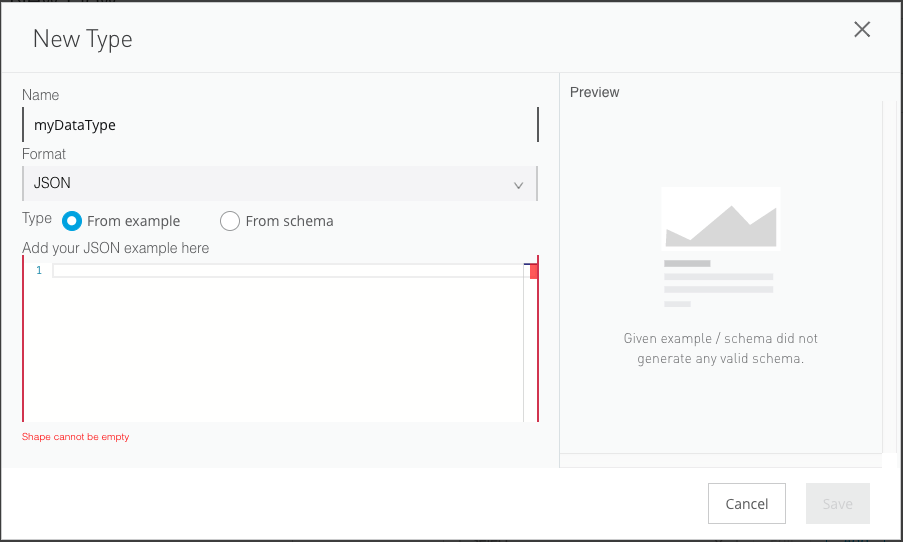 New Type
Name
myDataType
Format
JSON
Type From example From schema
Add your JSON example here
1
Shape cannot be empty
Preview
Given example / schema did not
generate any valid schema.
Cancel Save